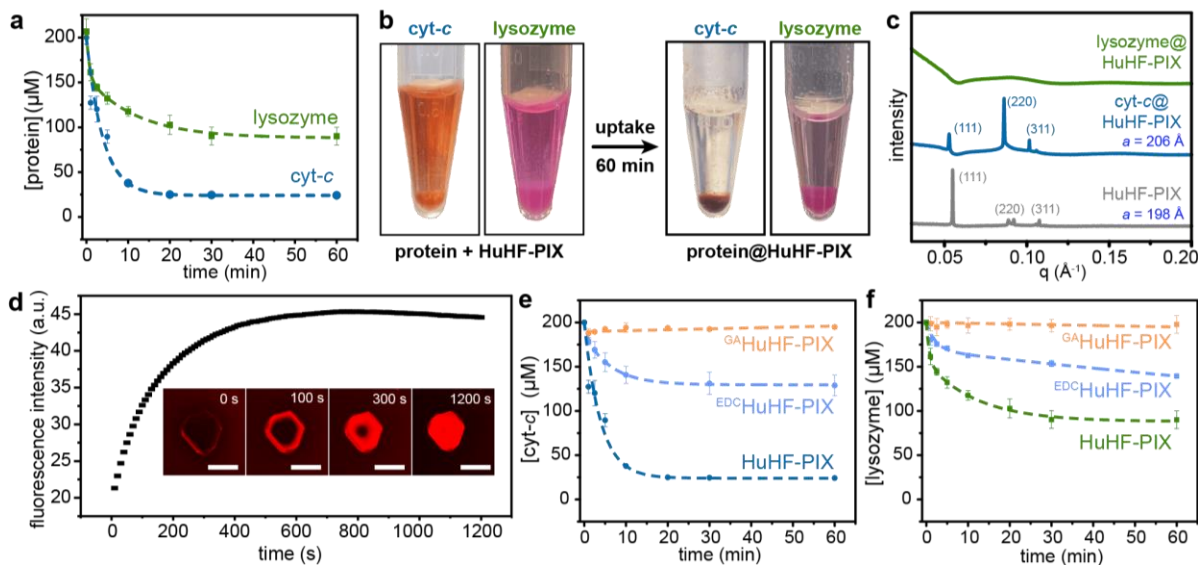 a
[protein] (µM)
200
150
100
50
0
lysozyme
cyt-c
0 10 20 30 40 50 60
time (min)
b
cyt-c lysozyme
protein + HuHF-PIX
uptake
60 min
cyt-c lysozyme
protein@HuHF-PIX
c
intensity
lysozyme@
HuHF-PIX
(220)
cyt-c@
HuHF-PIX
(111)
(311)
a = 206 Å
(111)
HuHF-PIX
(220) (311)
a = 198 Å
0.05 0.10 0.15 0.20
q (Å-1)
d
fluorescence intensity (a.u.)
45
40
35
30
25
20
0 s 100 s 300 s 1200 s
0 200 400 600 800 1000 1200
time (s)
e
[cyt-c] (µM)
200
150
100
50
0
GAHuHF-PIX
EDCHuHF-PIX
HuHF-PIX
0 10 20 30 40 50 60
time (min)
f
[lysozyme] (µM)
200
150
100
50
0
GAHuHF-PIX
EDCHuHF-PIX
HuHF-PIX
0 10 20 30 40 50 60
time (min)